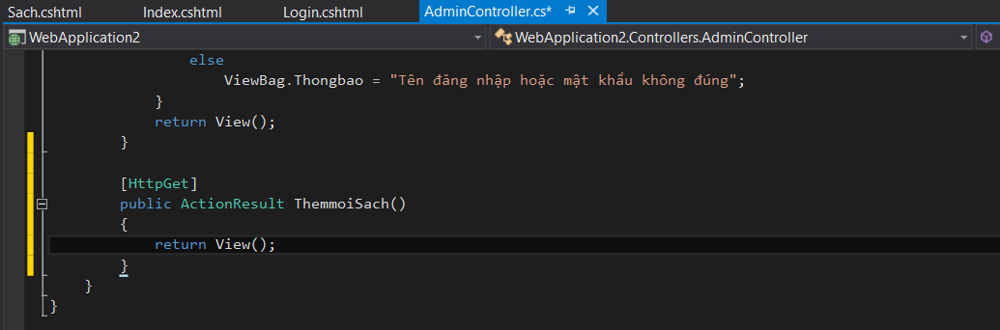 Sach.cshtml Index.cshtml Login.cshtml AdminController.cs*
WebApplication2 WebApplication2.Controllers.AdminController
else
ViewBag.Thongbao = "Tên đăng nhập hoặc mật khẩu không đúng";
}
return View();
}
[HttpGet]
public ActionResult ThemmoiSach()
{
return View();
}
}
}